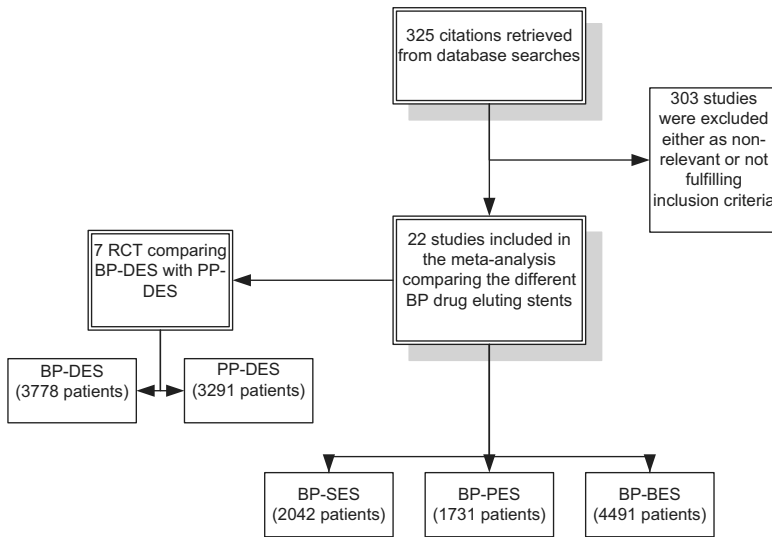 325 citations retrieved
from database searches
303 studies
were excluded
either as non-
relevant or not
fulfilling
inclusion criteria
22 studies included in
the meta-analysis
comparing the different
BP drug eluting stents
7 RCT comparing
BP-DES with PP-
DES
BP-DES
(3778 patients)
PP-DES
(3291 patients)
BP-SES
(2042 patients)
BP-PES
(1731 patients)
BP-BES
(4491 patients)